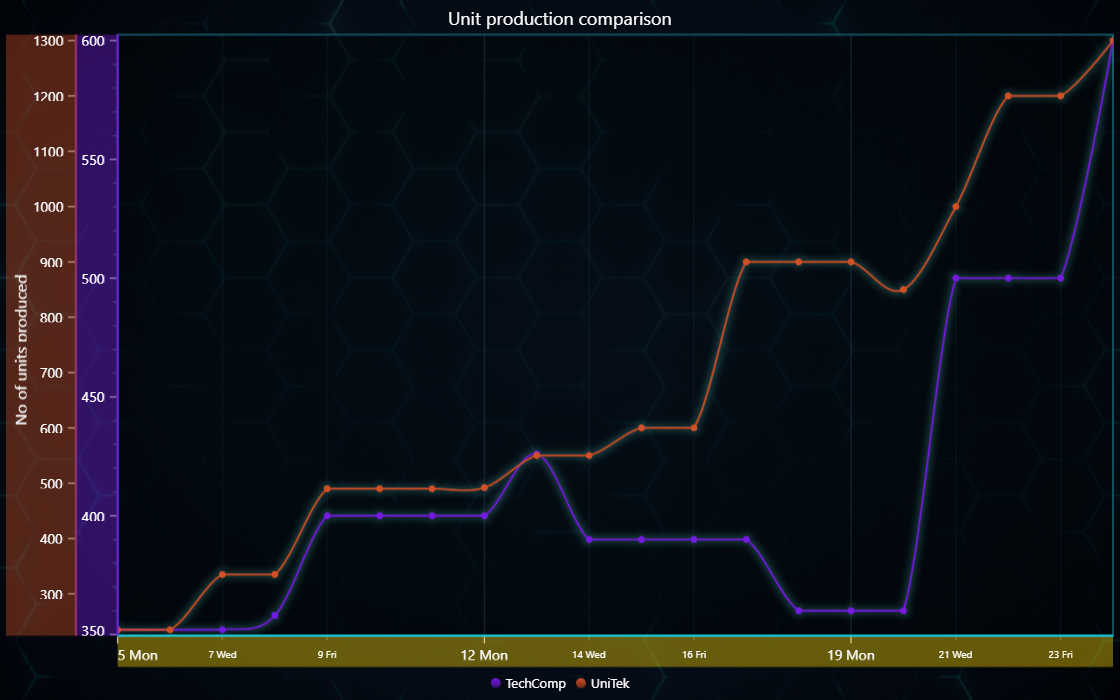 Unit production comparison
No of units produced
1300
1200
1100
1000
900
800
700
600
500
400
300
600
550
500
450
400
350
5 Mon
7 Wed
9 Fri
12 Mon
14 Wed
16 Fri
19 Mon
21 Wed
23 Fri
TechComp
UniTek